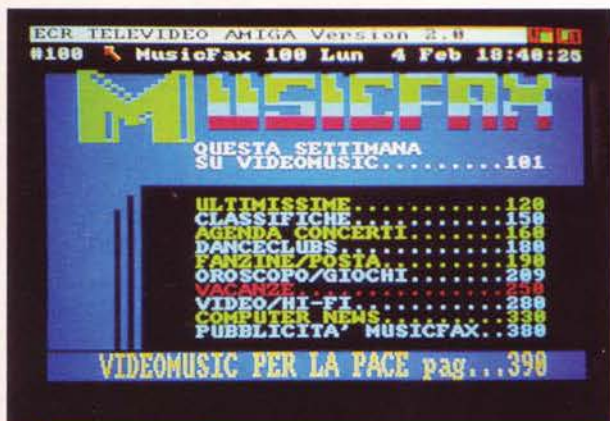 ECR TELEVIDEO AMIGA Version 2.0
#100 MusicFax 100 Lun 4 Feb 18:40:26
MUSICFAX
QUESTA SETTIMANA
SU VIDEOMUSIC..........101
ULTIMISSIME............120
CLASSIFICHE............150
AGENDA CONCERTI........160
DANCECLUBS.............180
FANZINE/POSTA..........190
OROSCOPO/GIOCHI........209
VACANZE................250
VIDEO/HI-FI............280
COMPUTER NEWS..........330
PUBBLICITA' MUSICFAX..380
VIDEOMUSIC PER LA PACE pag...390